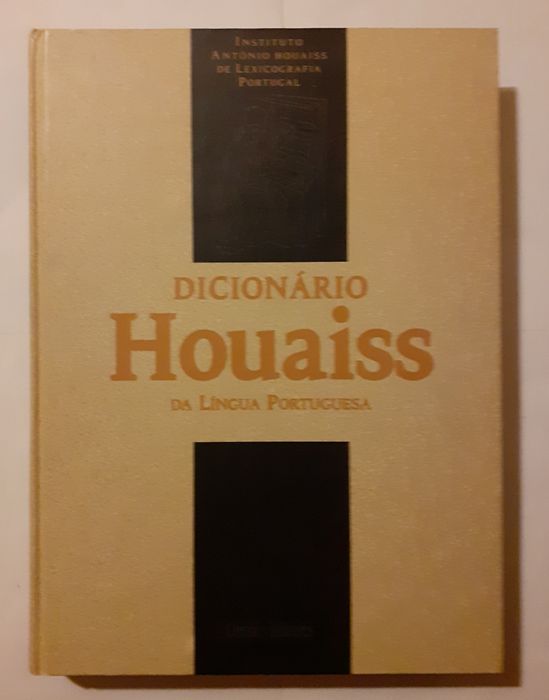 Instituto
António Houaiss
de Lexicografia
Portugal
DICIONÁRIO
Houaiss
da Língua Portuguesa